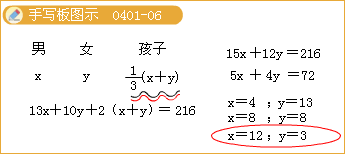 手写板图示 0401-06
男 女 孩子
x y 1/3(x+y)
13x+10y+2(x+y)=216
15x+12y=216
5x+4y=72
x=4;y=13
x=8;y=8
x=12;y=3